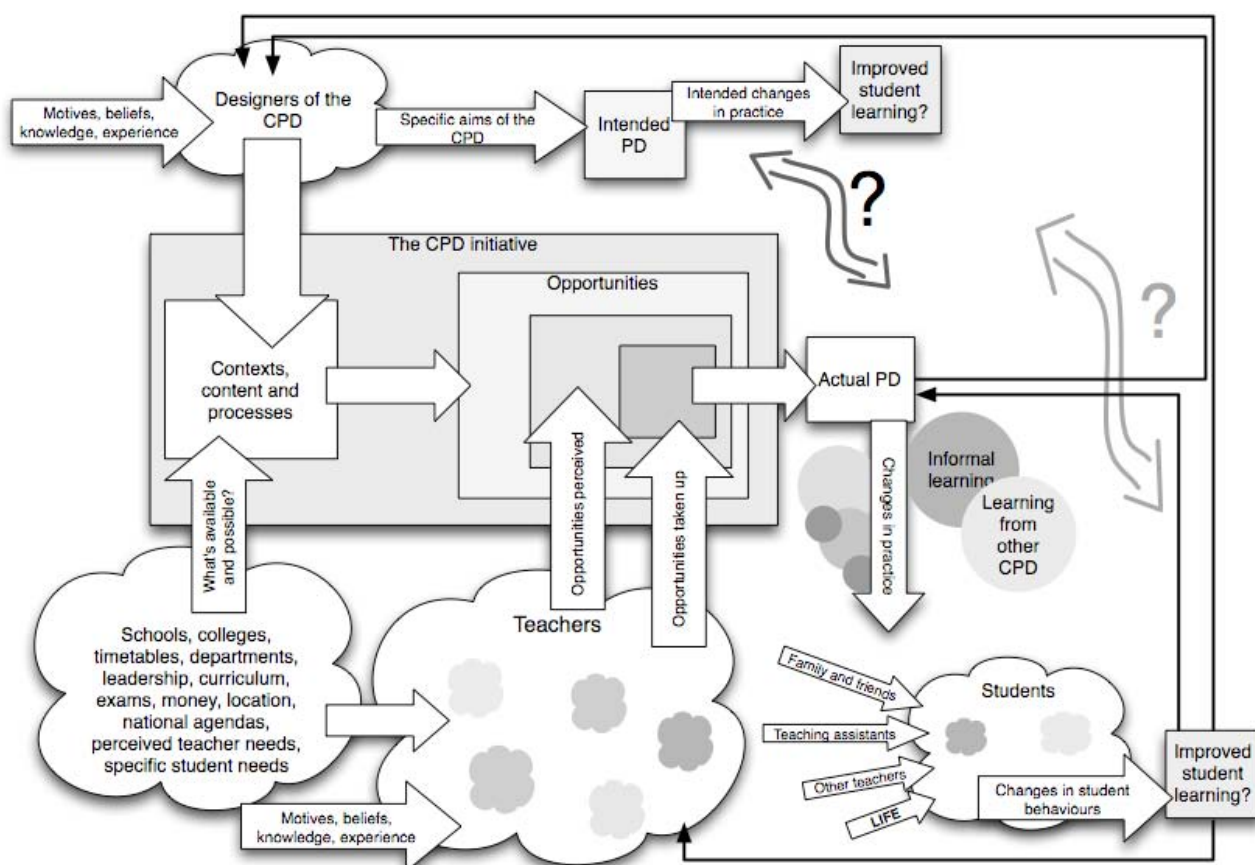 Motives, beliefs,
knowledge, experience
Designers of the
CPD
Specific aims of the
CPD
Intended
PD
Intended changes
in practice
Improved
student
learning?
?
?
The CPD initiative
Contexts,
content and
processes
Opportunities
Opportunities perceived
Opportunities taken up
Actual PD
Changes in practice
Informal
learning
Learning
from
other
CPD
What's available
and possible?
Schools, colleges,
timetables, departments,
leadership, curriculum,
exams, money, location,
national agendas,
perceived teacher needs,
specific student needs
Motives, beliefs,
knowledge, experience
Teachers
Family and friends
Teaching assistants
Other teachers
LIFE
Students
Changes in student
behaviours
Improved
student
learning?